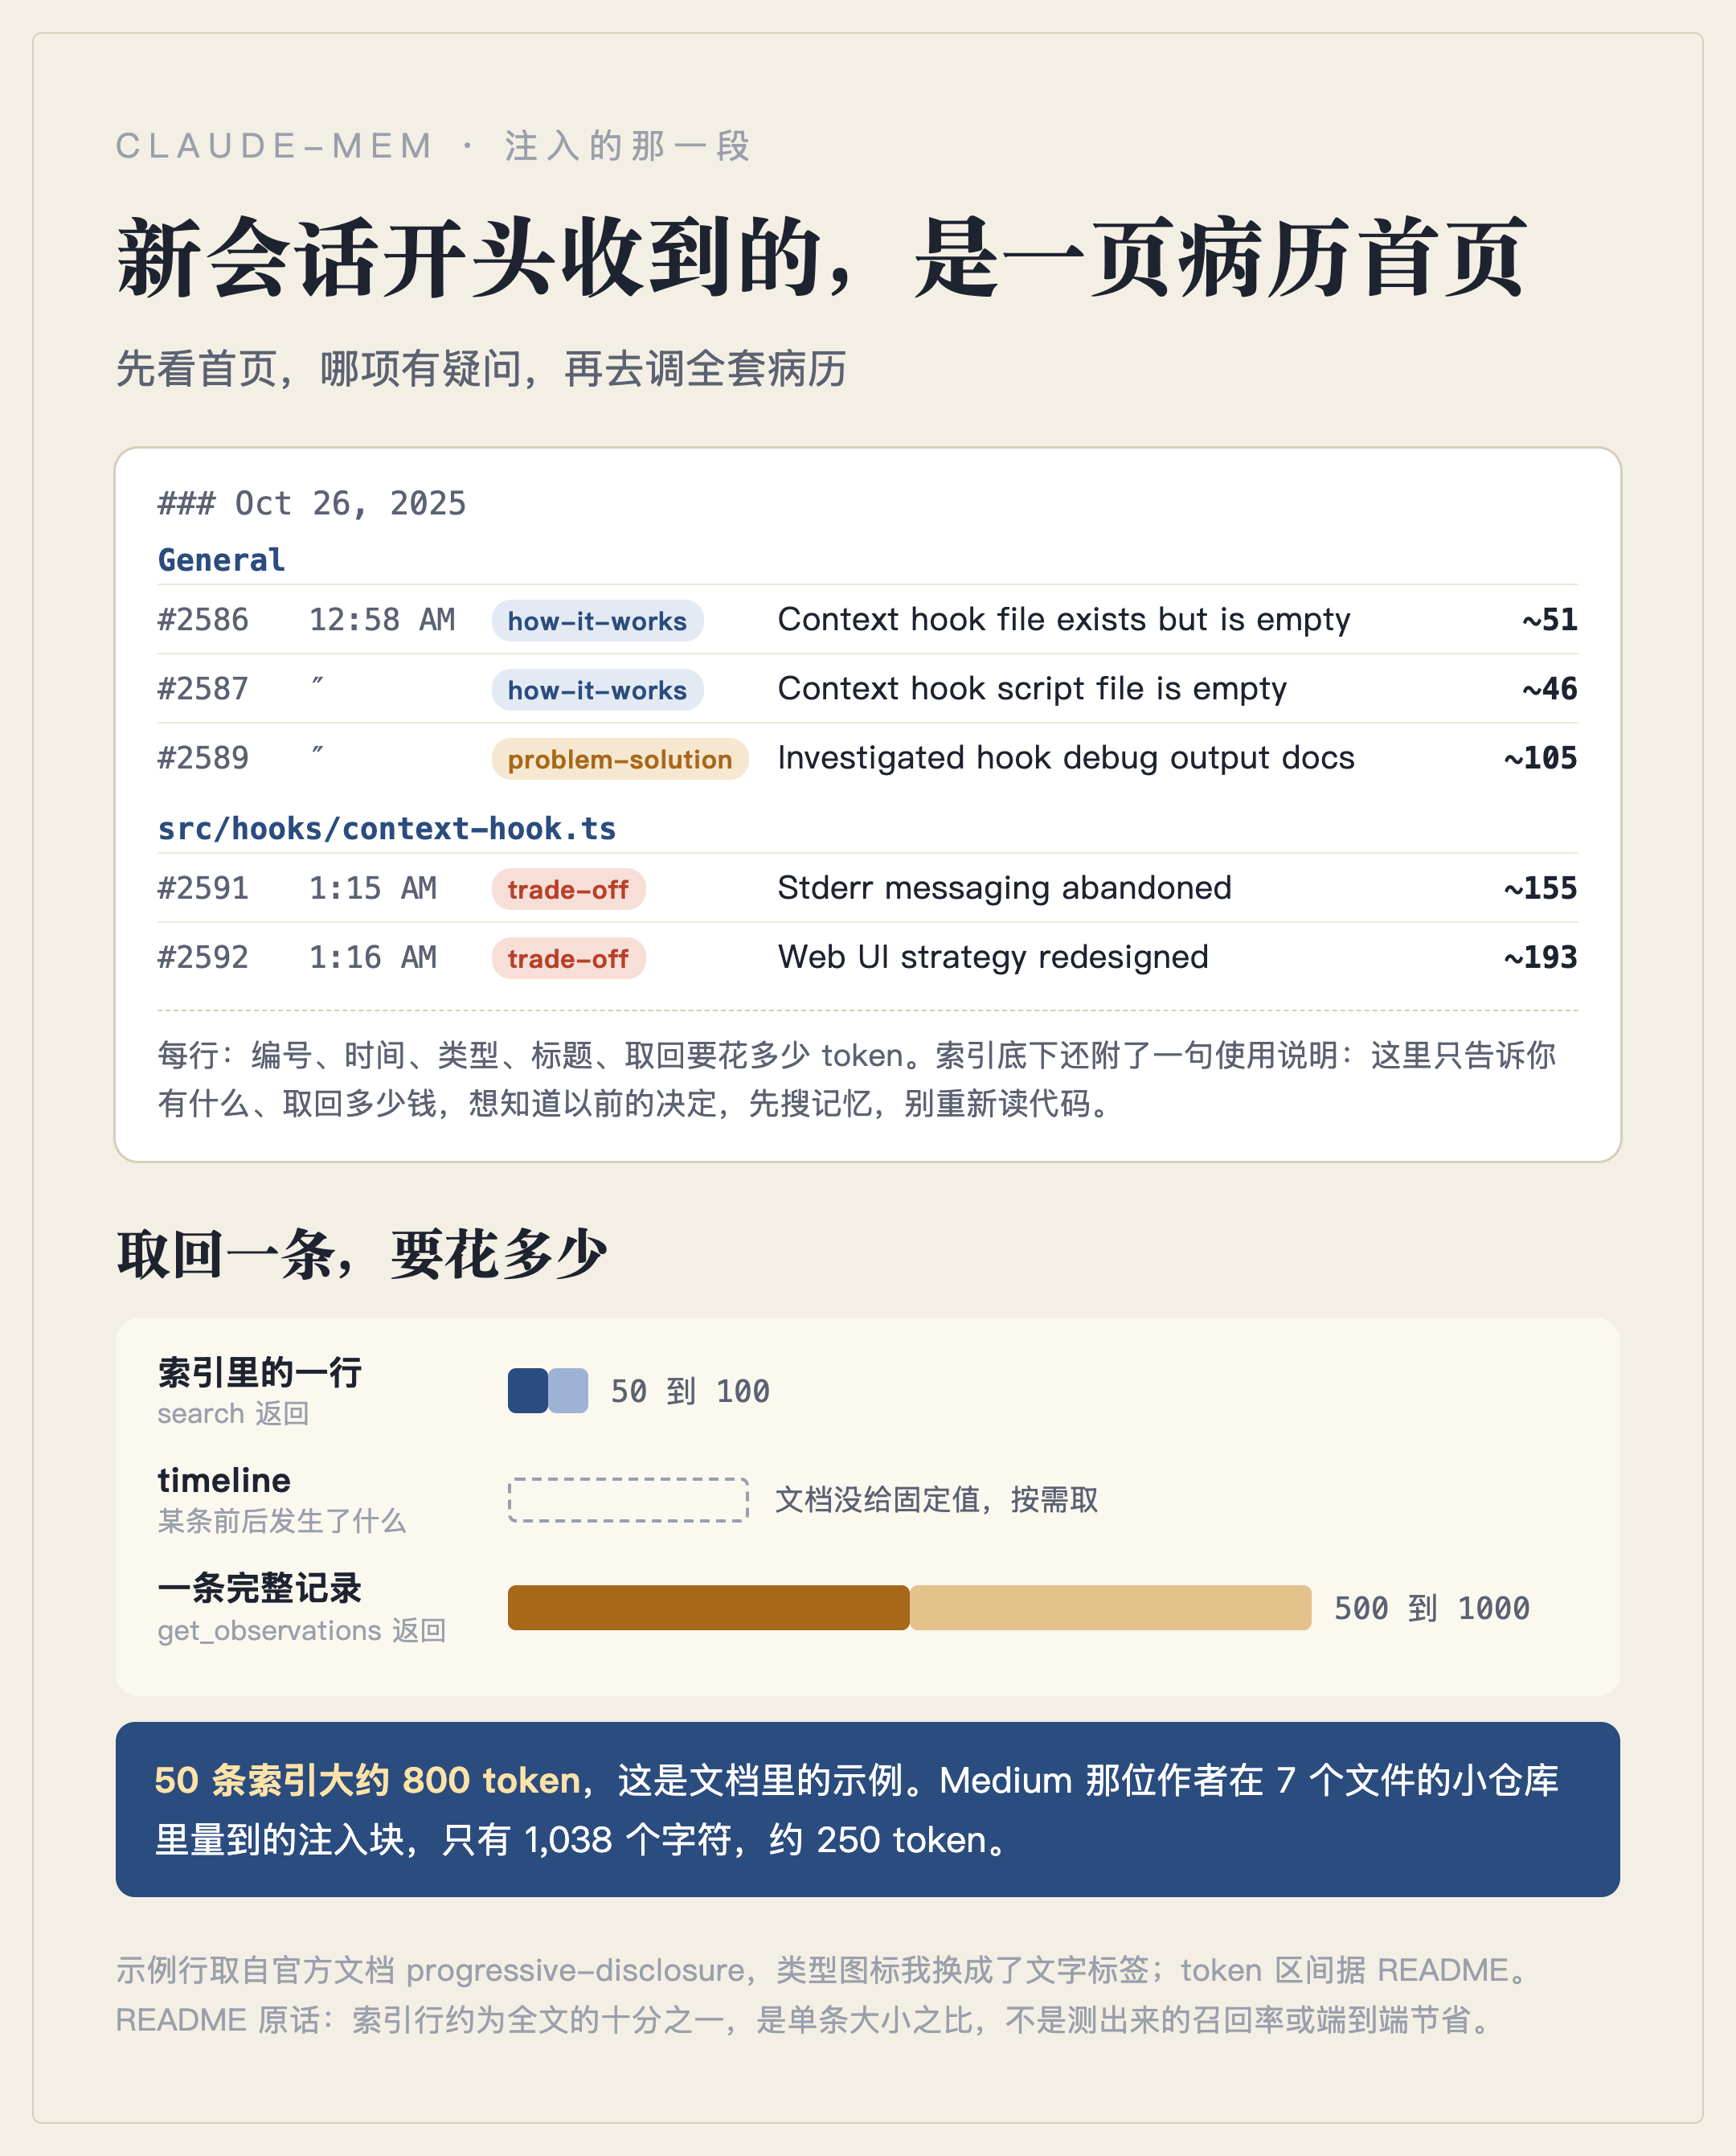 CLAUDE-MEM · 注入的那一段
新会话开头收到的，是一页病历首页
先看首页，哪项有疑问，再去调全套病历
### Oct 26, 2025
General
#2586 12:58 AM how-it-works Context hook file exists but is empty ~51
#2587 ″ how-it-works Context hook script file is empty ~46
#2589 ″ problem-solution Investigated hook debug output docs ~105
src/hooks/context-hook.ts
#2591 1:15 AM trade-off Stderr messaging abandoned ~155
#2592 1:16 AM trade-off Web UI strategy redesigned ~193
每行：编号、时间、类型、标题、取回要花多少 token。索引底下还附了一句使用说明：这里只告诉你
有什么、取回多少钱，想知道以前的决定，先搜记忆，别重新读代码。
取回一条，要花多少
索引里的一行
search 返回
50 到 100
timeline
某条前后发生了什么
文档没给固定值，按需取
一条完整记录
get_observations 返回
500 到 1000
50 条索引大约 800 token，这是文档里的示例。Medium 那位作者在 7 个文件的小仓库
里量到的注入块，只有 1,038 个字符，约 250 token。
示例行取自官方文档 progressive-disclosure，类型图标我换成了文字标签；token 区间据 README。
README 原话：索引行约为全文的十分之一，是单条大小之比，不是测出来的召回率或端到端节省。